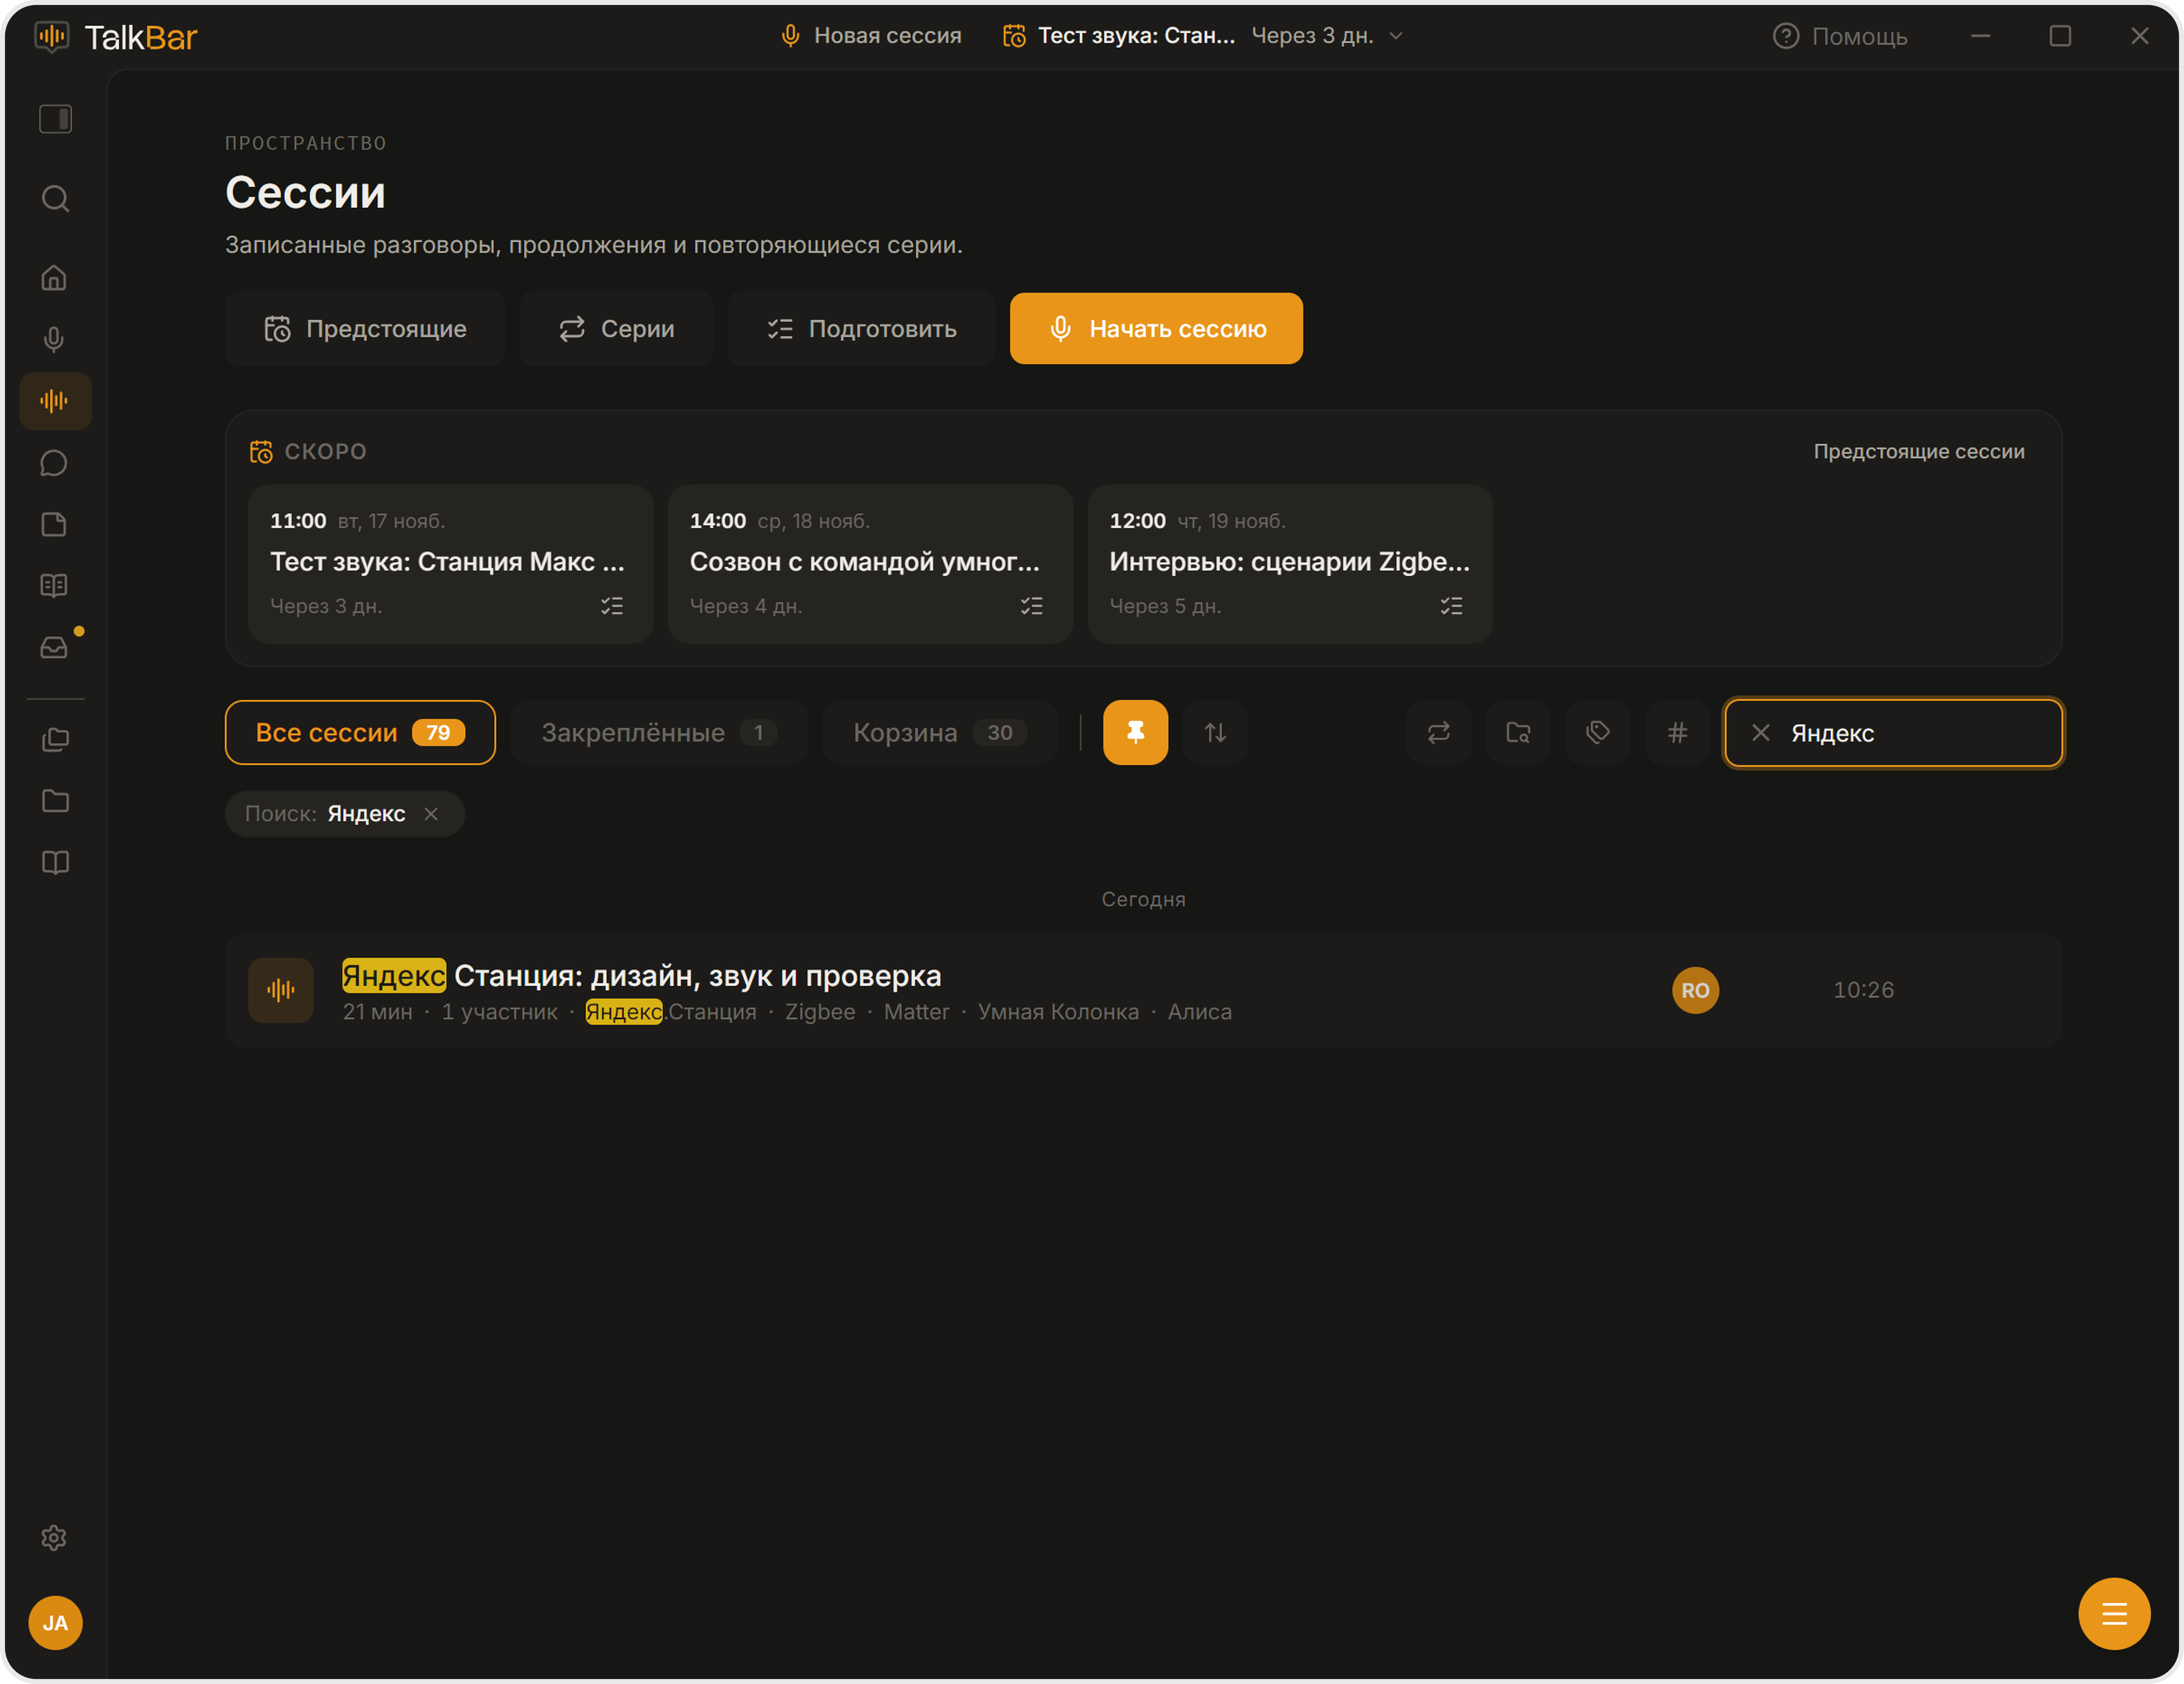 TalkBar
Новая сессия
Тест звука: Стан... Через 3 дн.
Помощь
ПРОСТРАНСТВО
Сессии
Записанные разговоры, продолжения и повторяющиеся серии.
Предстоящие
Серии
Подготовить
Начать сессию
СКОРО
Предстоящие сессии
11:00 вт, 17 нояб.
Тест звука: Станция Макс ...
Через 3 дн.
14:00 ср, 18 нояб.
Созвон с командой умног...
Через 4 дн.
12:00 чт, 19 нояб.
Интервью: сценарии Zigbe...
Через 5 дн.
Все сессии 79
Закреплённые 1
Корзина 30
Яндекс
Поиск: Яндекс
Сегодня
Яндекс Станция: дизайн, звук и проверка
21 мин · 1 участник · Яндекс.Станция · Zigbee · Matter · Умная Колонка · Алиса
RO
10:26
JA